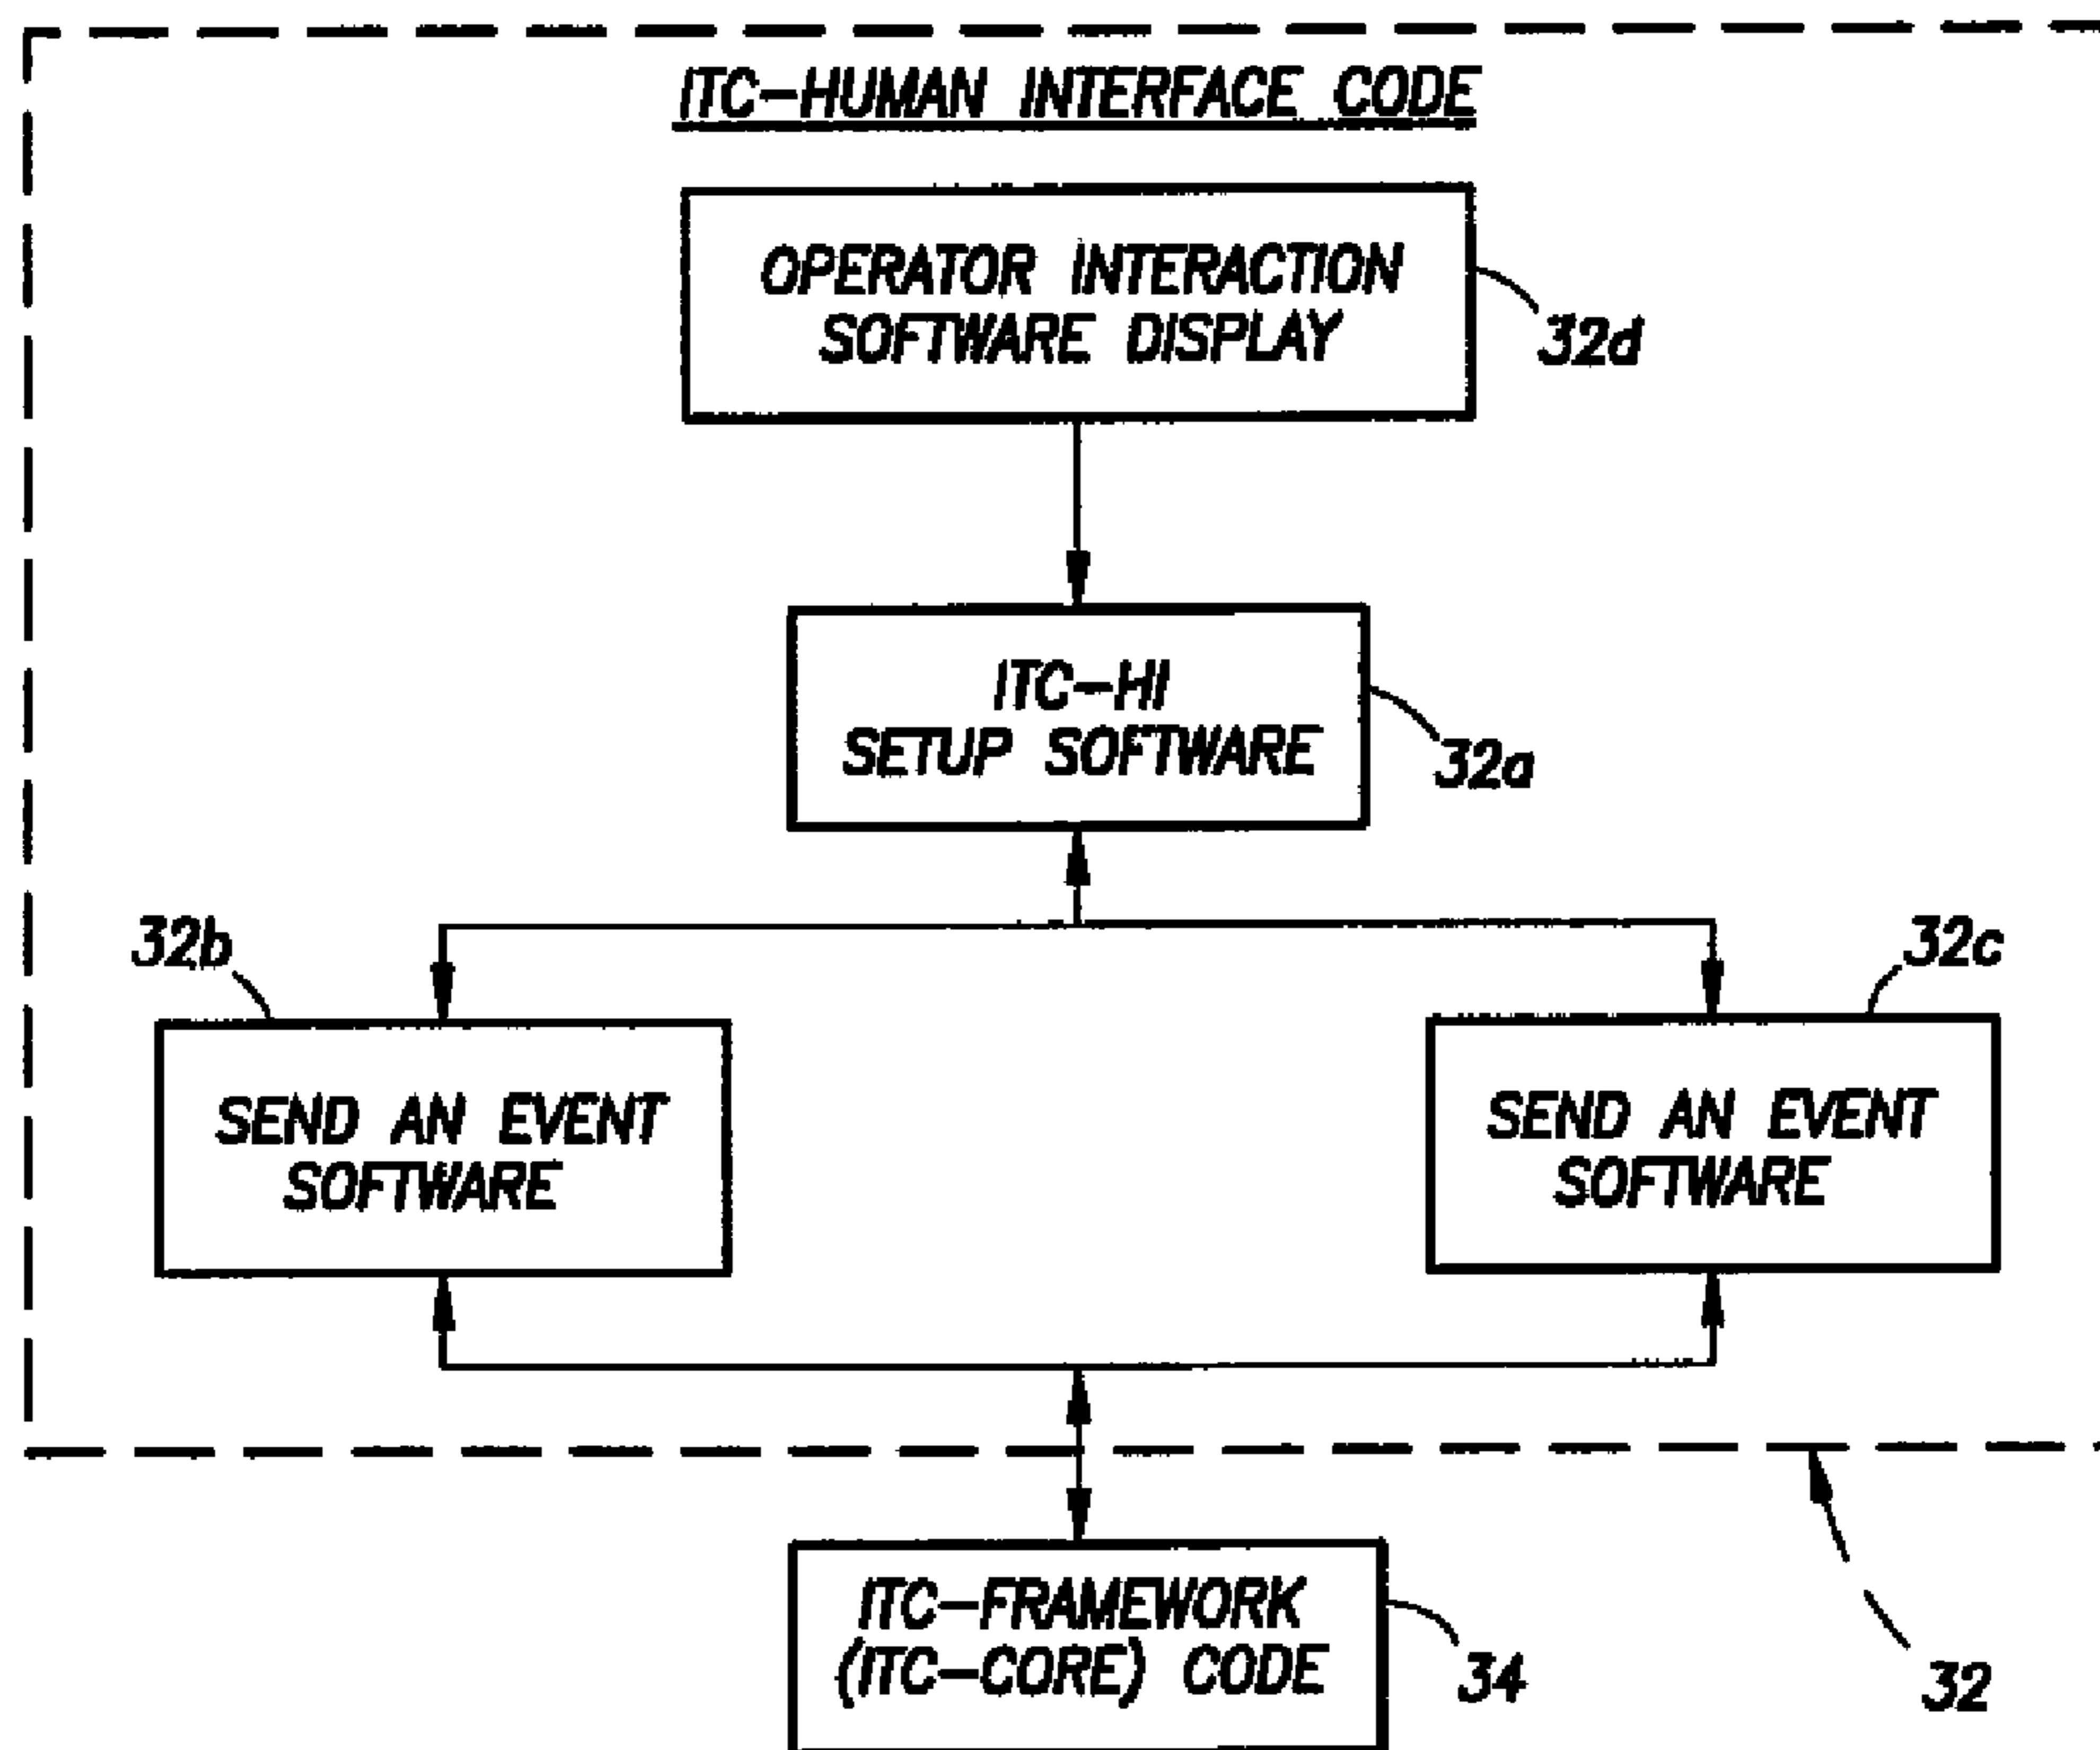 ITC-HUMAN INTERFACE CODE
OPERATOR INTERACTION
SOFTWARE DISPLAY
32d
ITC-HI
SETUP SOFTWARE
32a
32b
32c
SEND AN EVENT
SOFTWARE
SEND AN EVENT
SOFTWARE
ITC-FRAMEWORK
(ITC-CORE) CODE
34
32